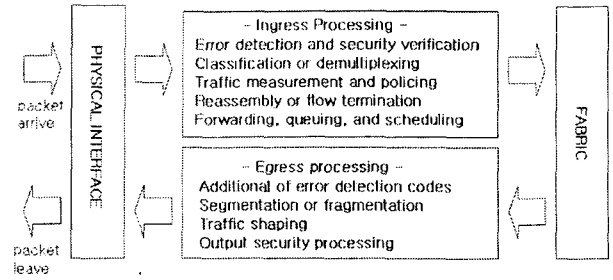 packet
arrive
PHYSICAL INTERFACE
– Ingress Processing –
Error detection and security verification
Classification or demultiplexing
Traffic measurement and policing
Reassembly or flow termination
Forwarding, queuing, and scheduling
– Egress processing –
Additional of error detection codes
Segmentation or fragmentation
Traffic shaping
Output security processing
FABRIC
packet
leave